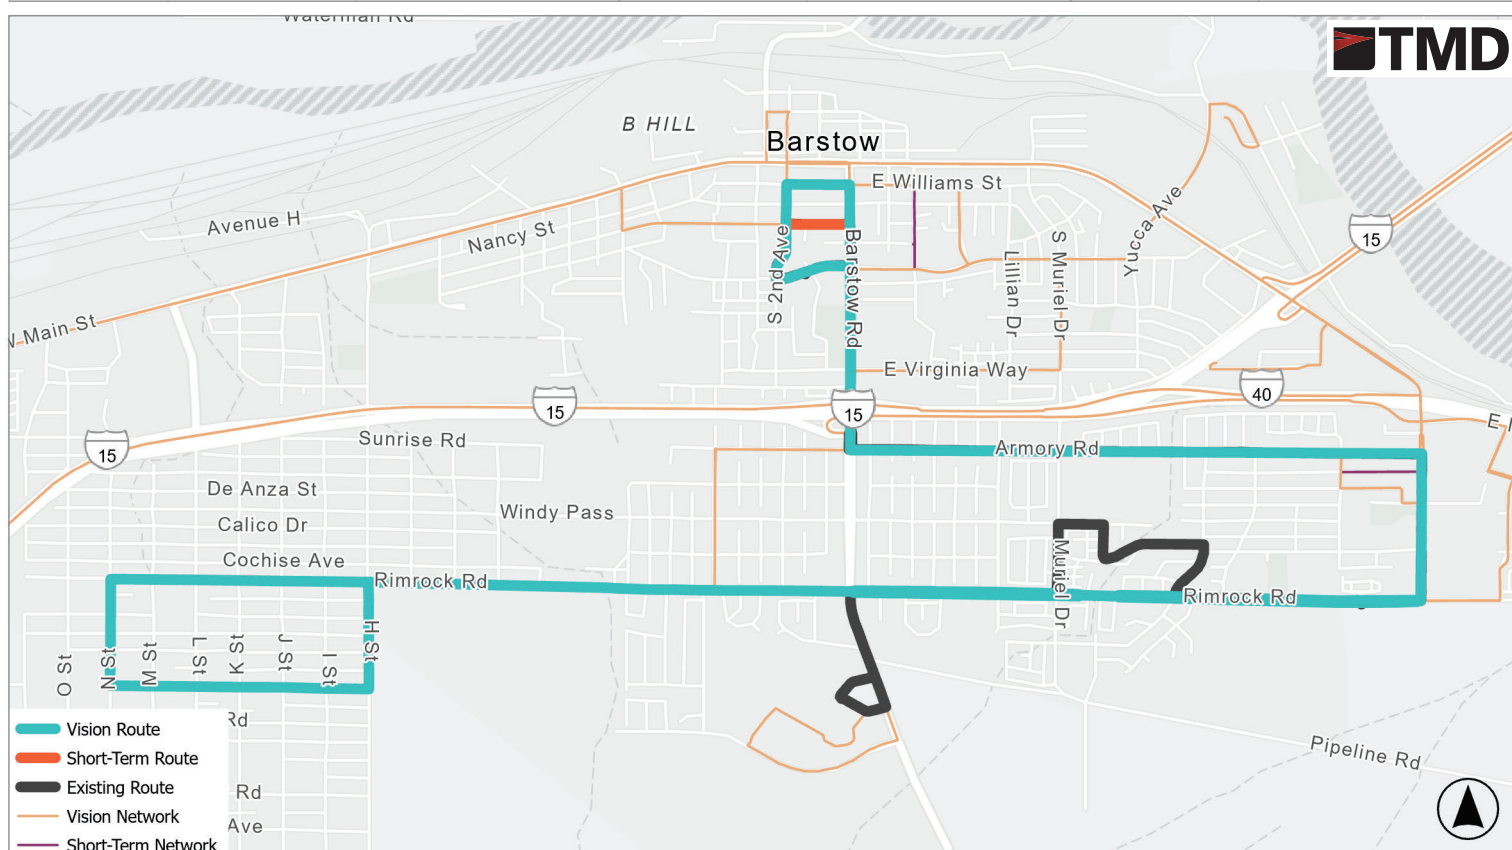 Waterman Rd
TMD
B HILL
Barstow
E Williams St
Avenue H
Nancy St
Yucca Ave
15
S 2nd Ave
Barstow Rd
Lillian Dr
S Muriel Dr
W Main St
E Virginia Way
40
15
15
15
Sunrise Rd
Armory Rd
De Anza St
Calico Dr
Windy Pass
Cochise Ave
Rimrock Rd
Muriel Dr
Rimrock Rd
O St
N St
M St
L St
K St
J St
I St
H St
Rd
Pipeline Rd
Rd
Ave
Vision Route
Short-Term Route
Existing Route
Vision Network
Short-Term Network